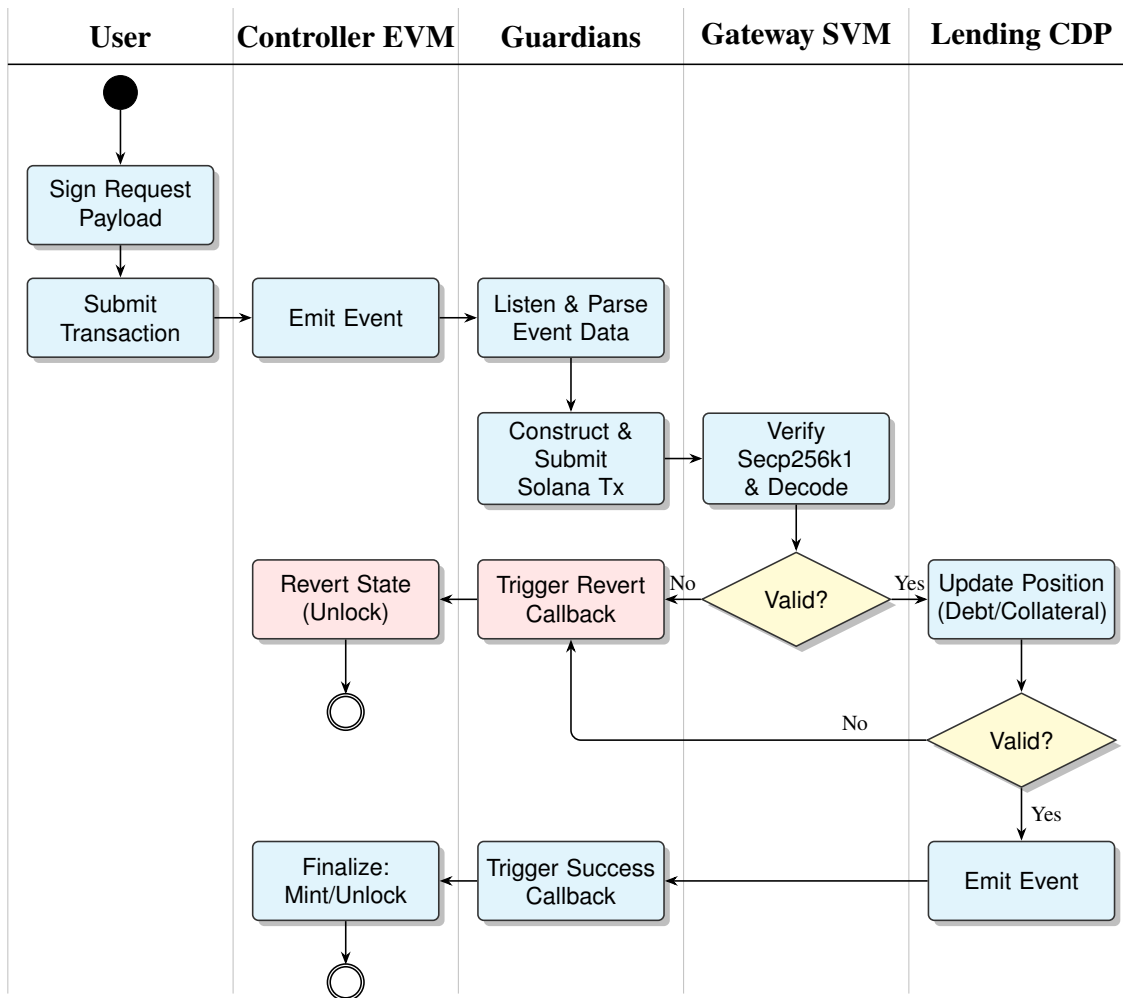 User
Controller EVM
Guardians
Gateway SVM
Lending CDP
Sign Request
Payload
Submit
Transaction
Emit Event
Listen & Parse
Event Data
Construct &
Submit
Solana Tx
Verify
Secp256k1
& Decode
Revert State
(Unlock)
Trigger Revert
Callback
No
Valid?
Yes
Update Position
(Debt/Collateral)
No
Valid?
Yes
Finalize:
Mint/Unlock
Trigger Success
Callback
Emit Event